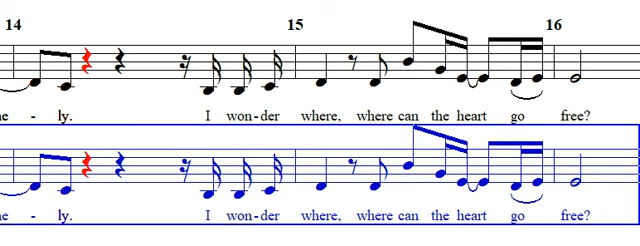 14 15 16
e - ly. I won-der where, where can the heart go free?
e - ly. I won-der where, where can the heart go free?